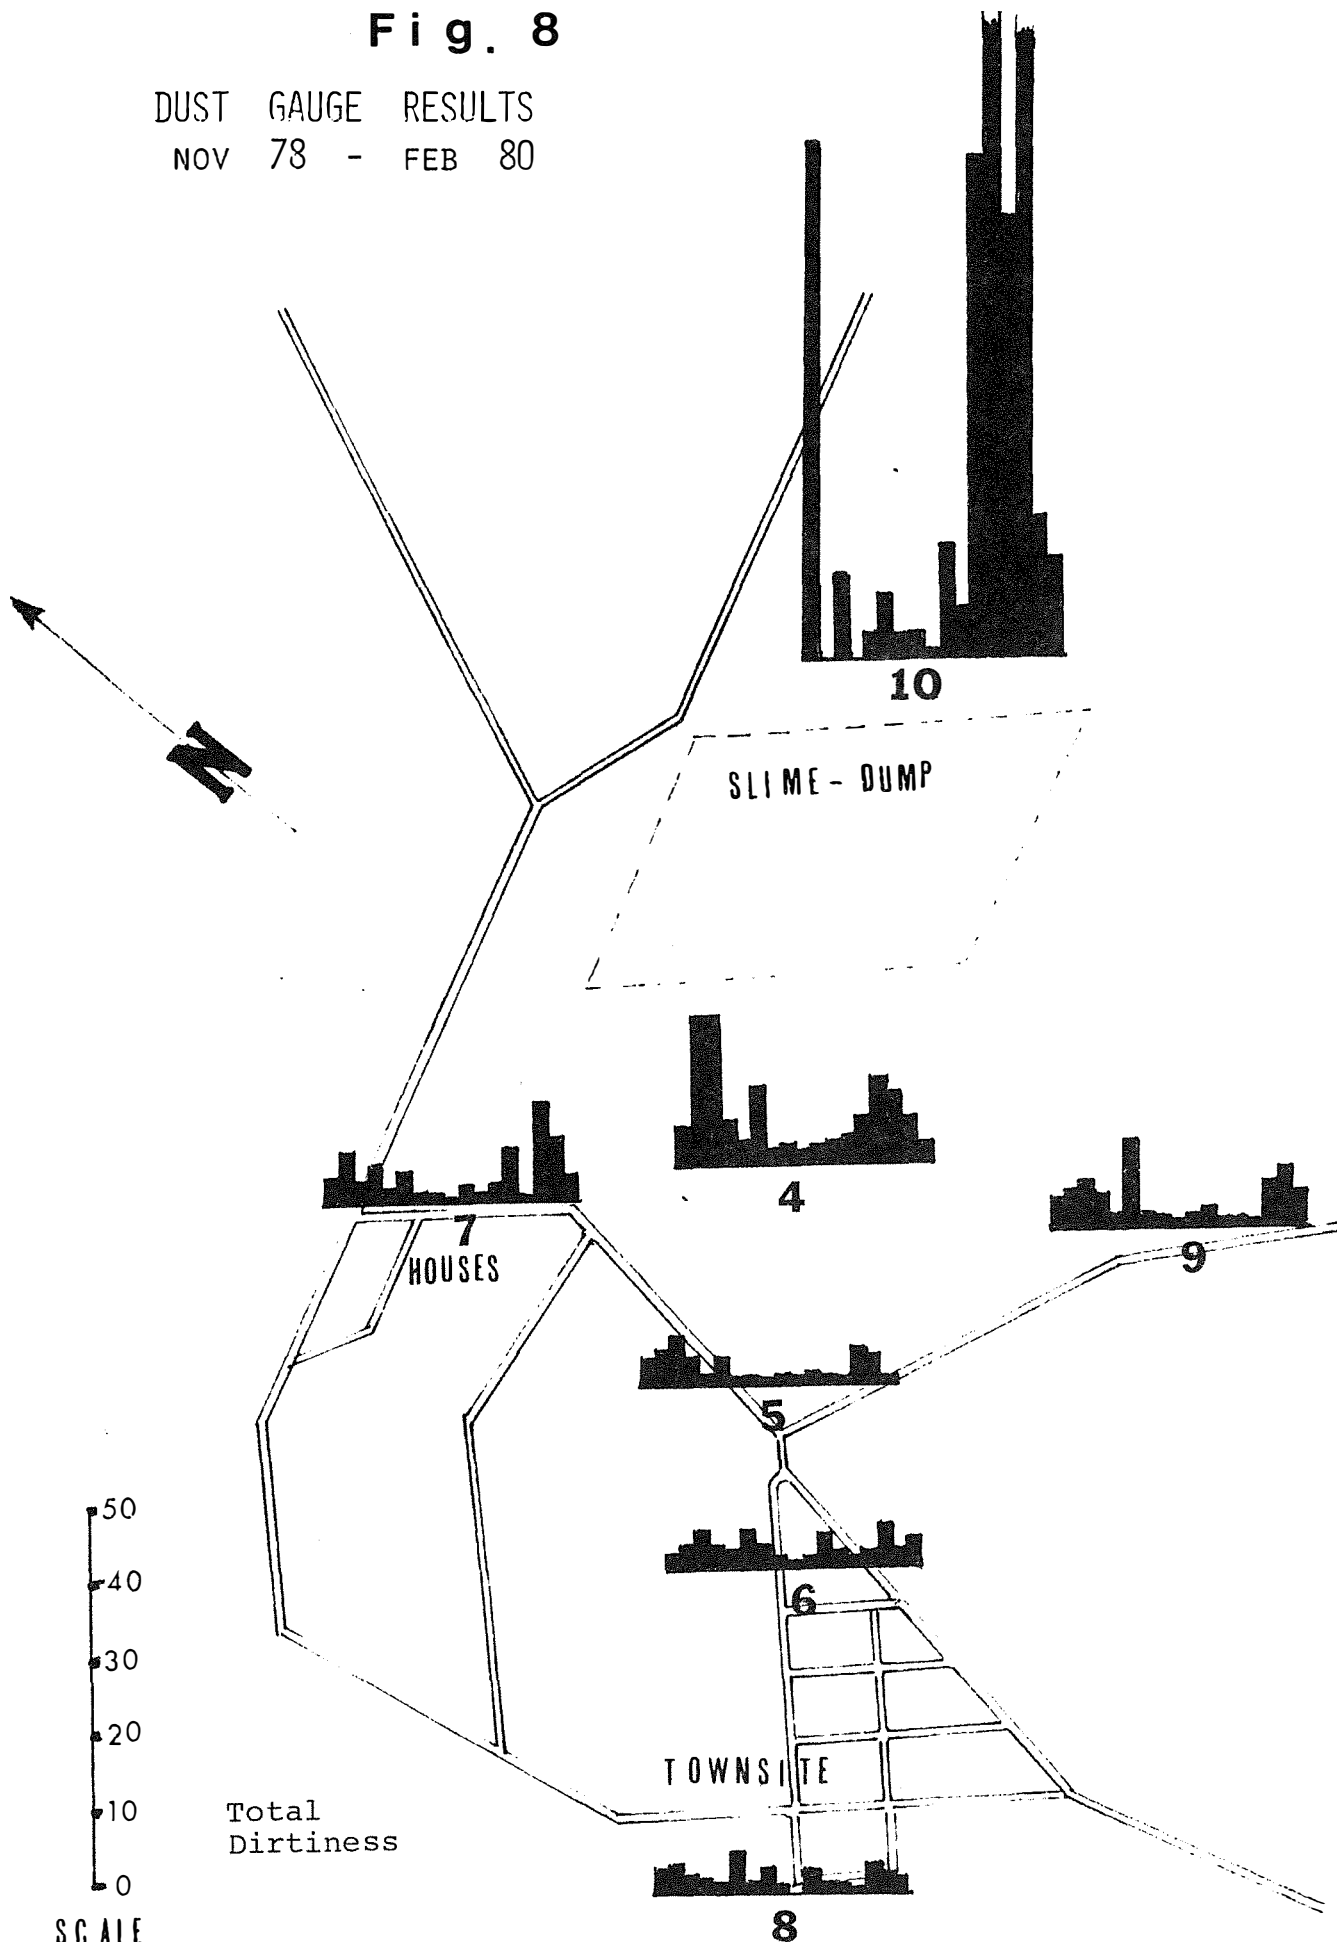 Fig. 8
DUST GAUGE RESULTS
NOV 78 - FEB 80
10
N
SLIME - DUMP
4
7
HOUSES
9
5
50
40
6
30
20
TOWNSITE
10
Total
Dirtiness
0
SCALE
8